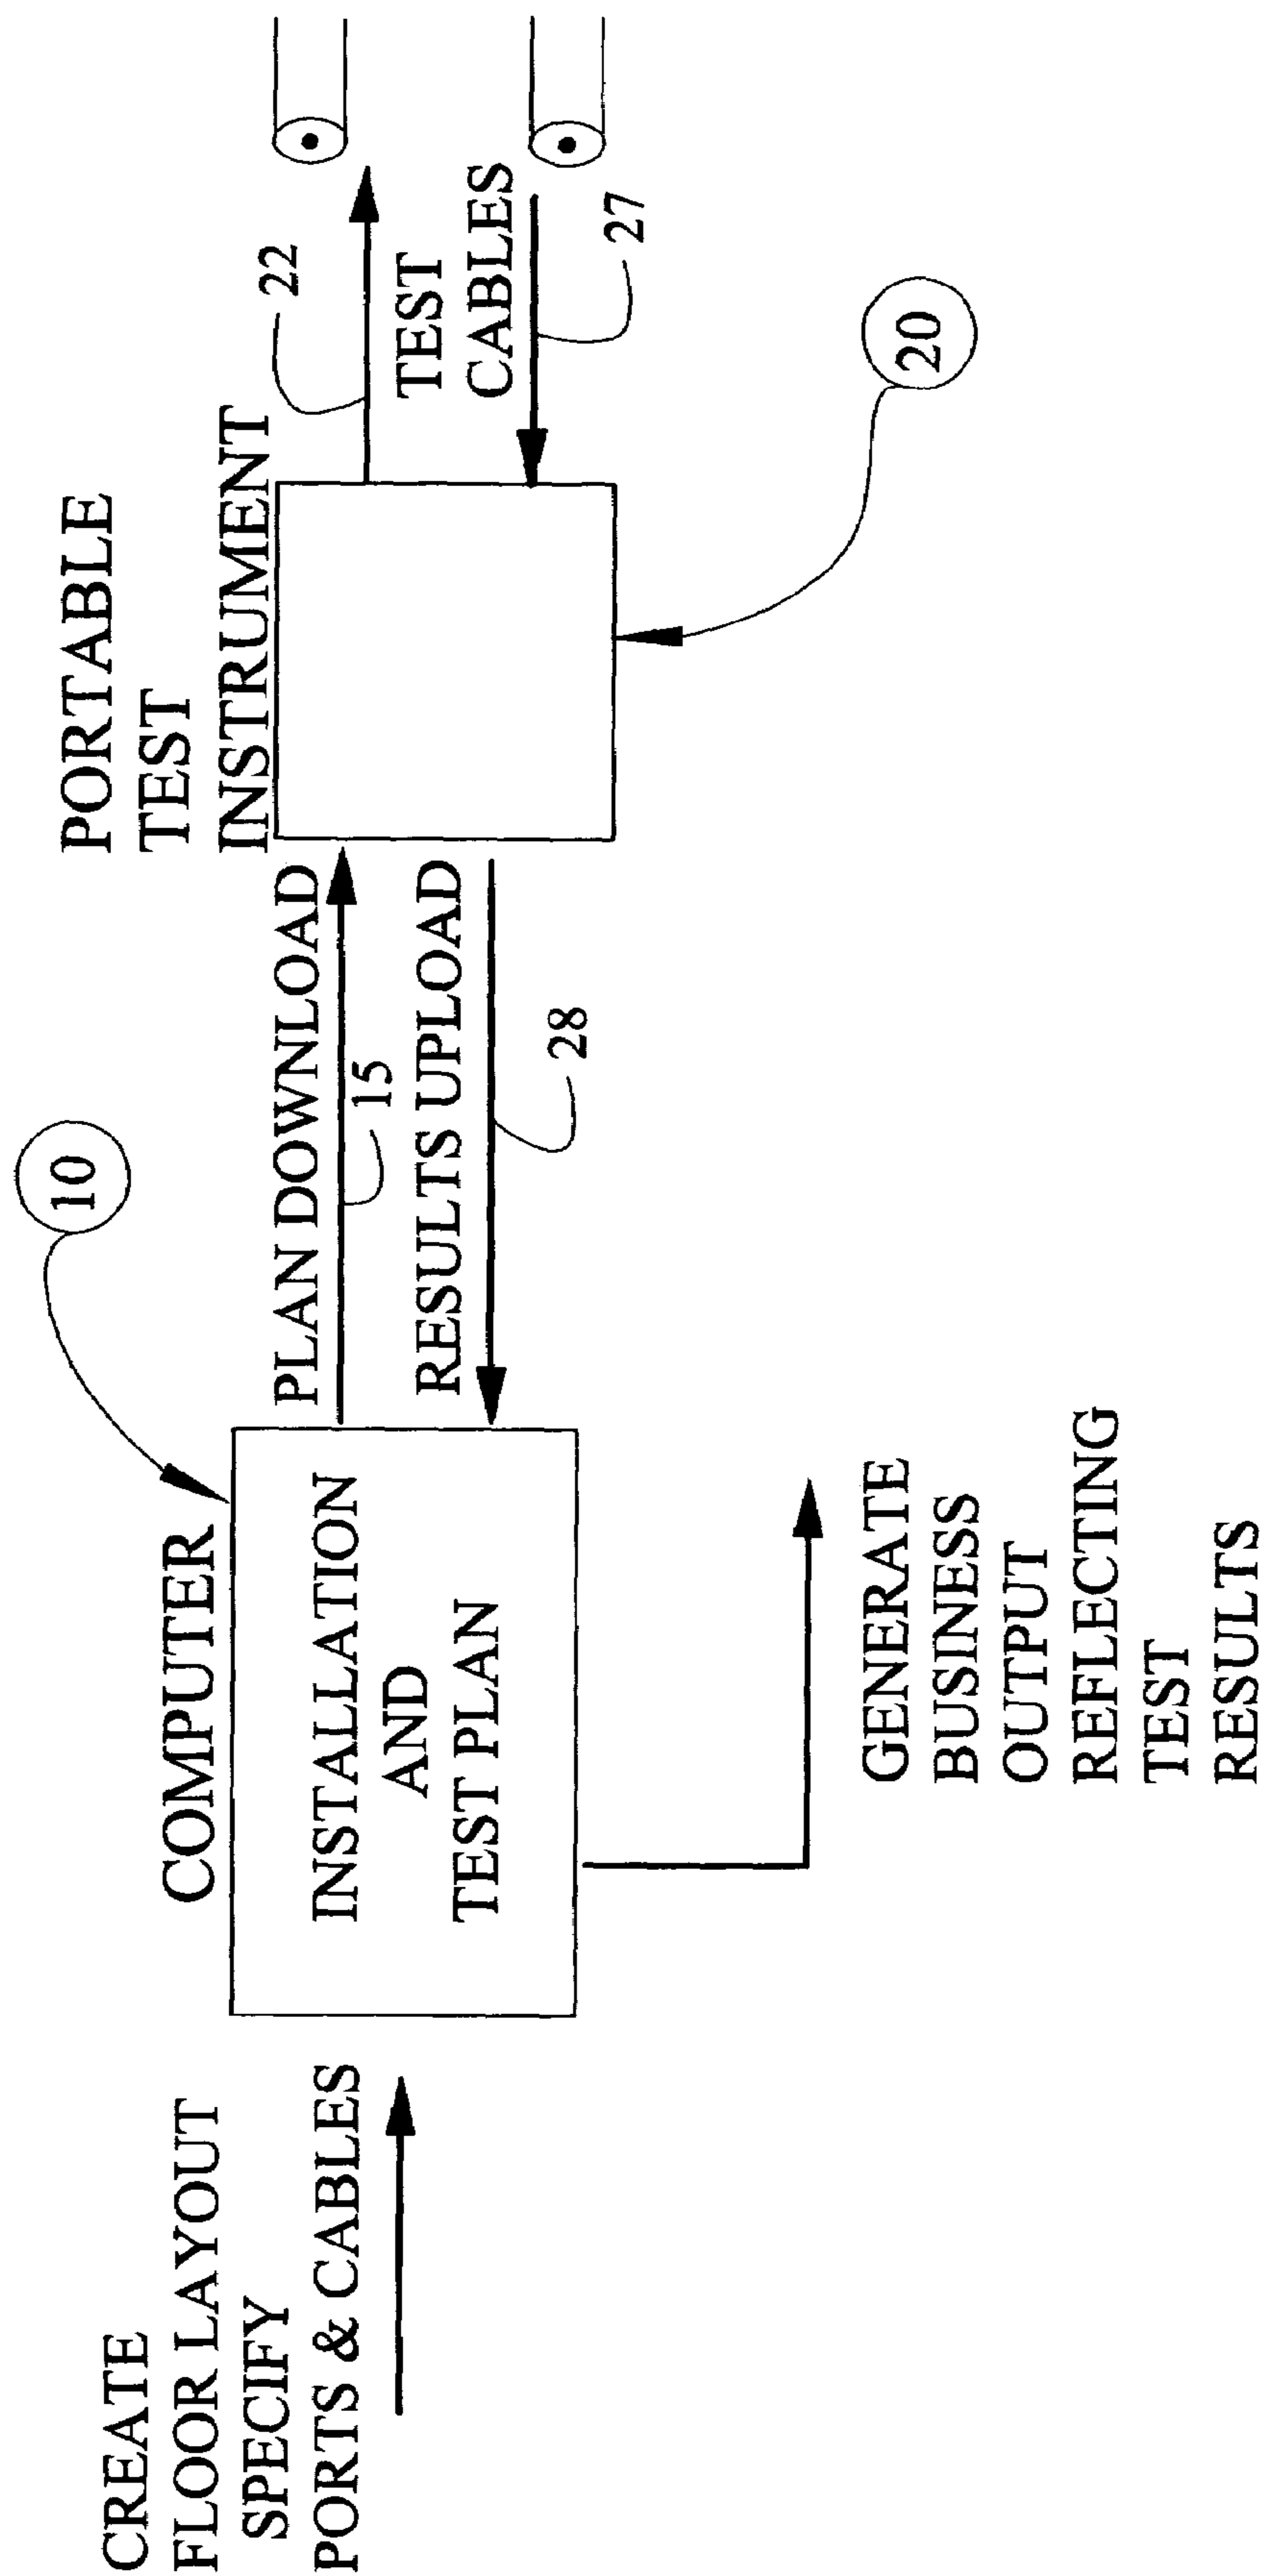 CREATE
FLOOR LAYOUT
SPECIFY
PORTS & CABLES
COMPUTER
INSTALLATION
AND
TEST PLAN
10
PLAN DOWNLOAD
15
RESULTS UPLOAD
28
GENERATE
BUSINESS
OUTPUT
REFLECTING
TEST
RESULTS
PORTABLE
TEST
INSTRUMENT
20
22
TEST
CABLES
27